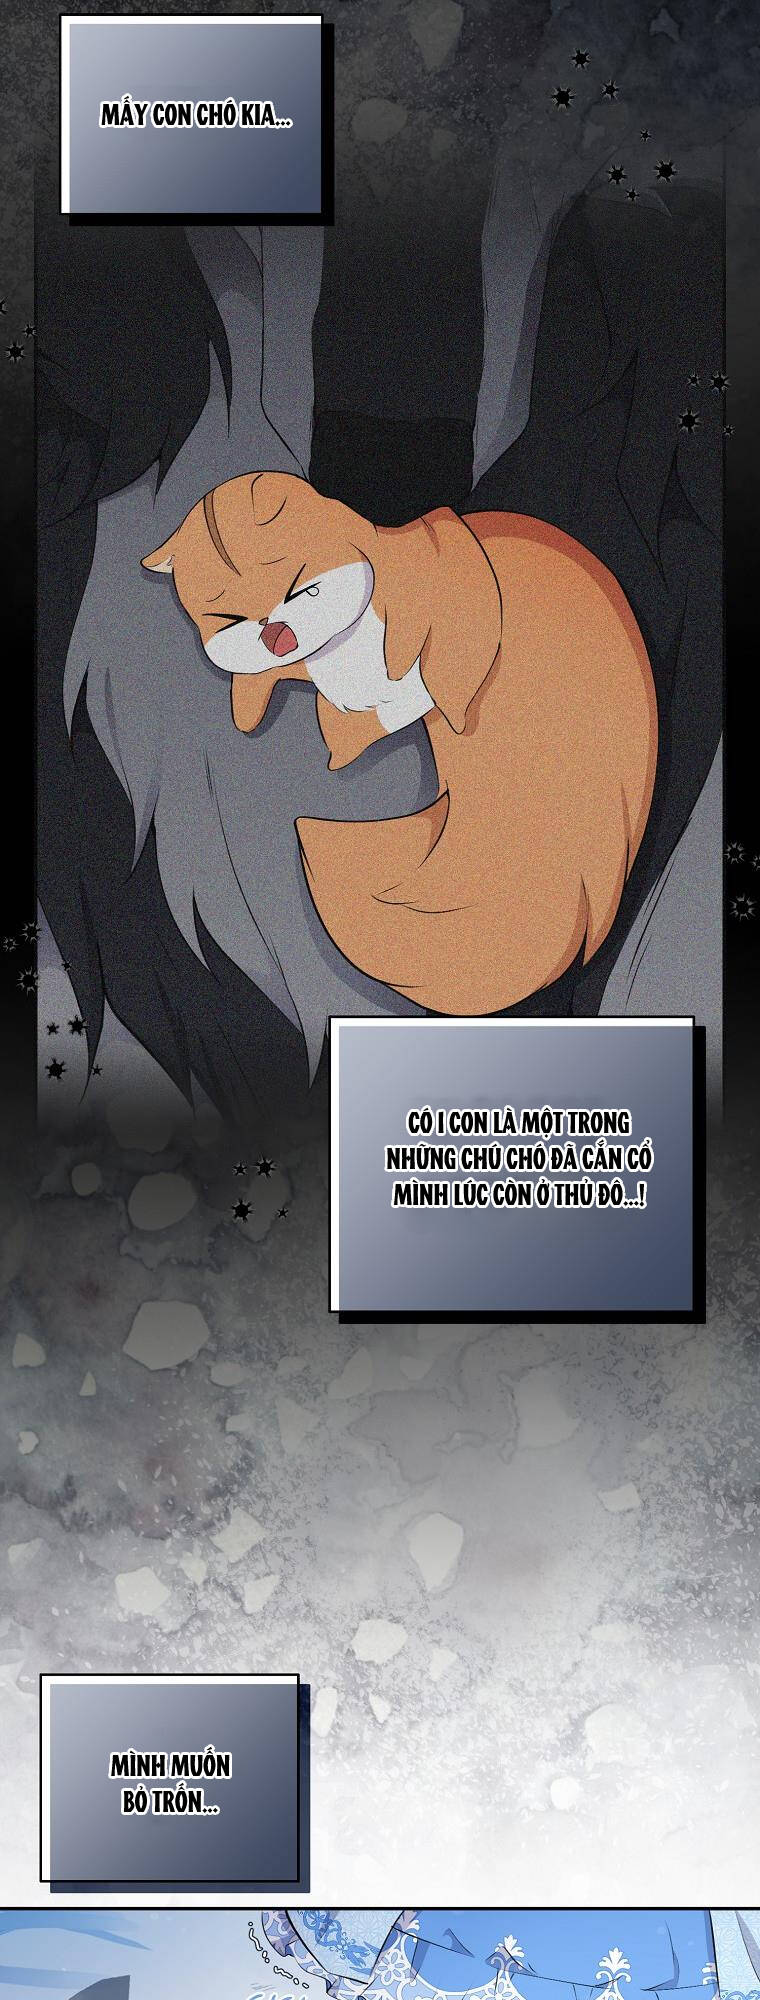 MẤY CON CHÓ KIA...
CÓ 1 CON LÀ MỘT TRONG
NHỮNG CHÚ CHÓ ĐÃ CẮN CỔ
MÌNH LÚC CÒN Ở THỦ ĐÔ...!
MÌNH MUỐN
BỎ TRỐN...